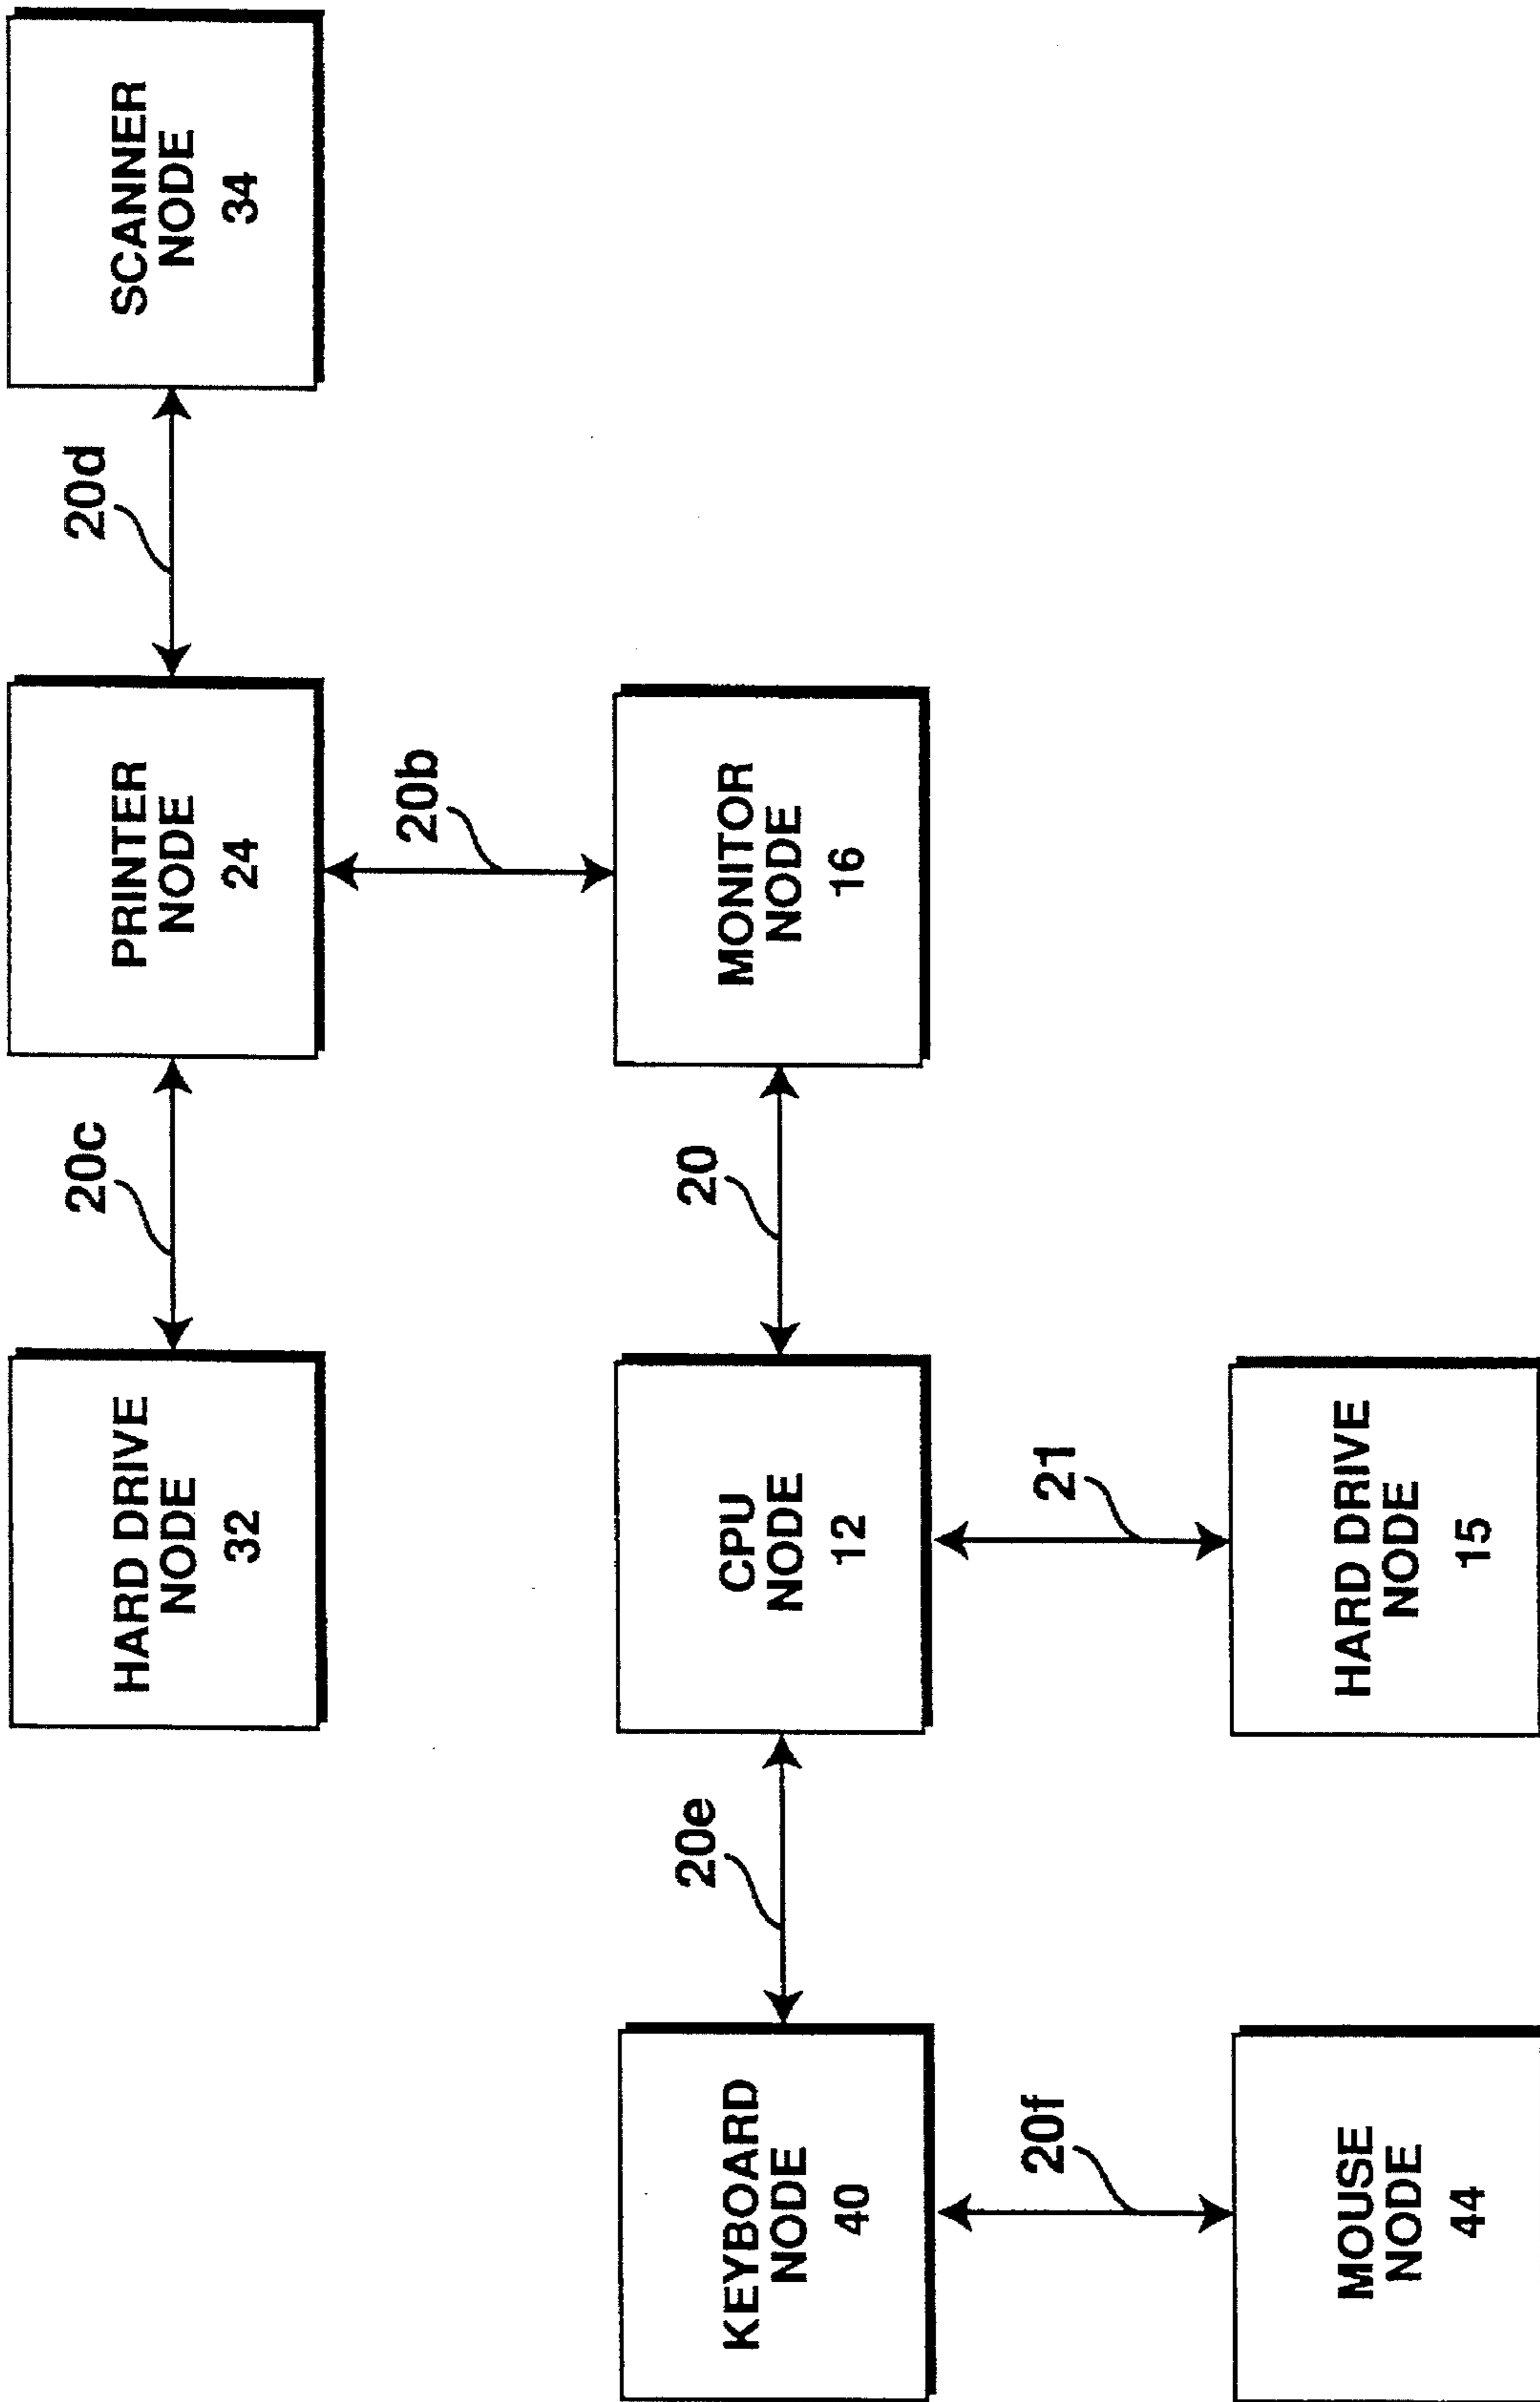 20c
20d
HARD DRIVE
NODE
32
PRINTER
NODE
24
SCANNER
NODE
34
20b
20e
20
KEYBOARD
NODE
40
CPU
NODE
12
MONITOR
NODE
16
20f
21
MOUSE
NODE
44
HARD DRIVE
NODE
15